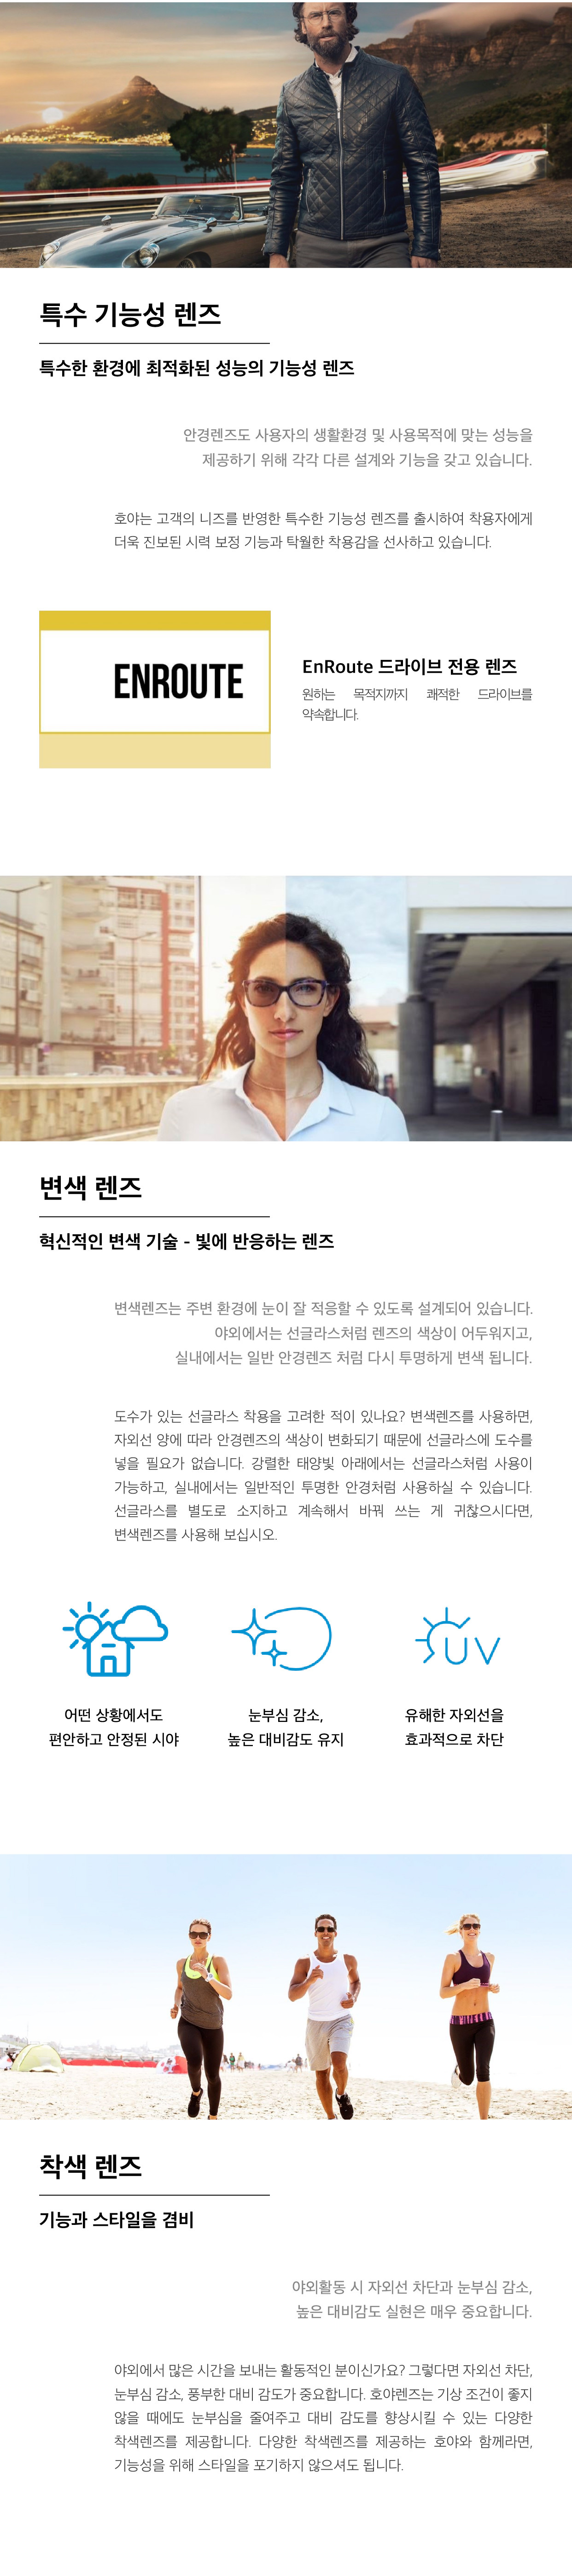 특수 기능성 렌즈
특수한 환경에 최적화된 성능의 기능성 렌즈
안경렌즈도 사용자의 생활환경 및 사용목적에 맞는 성능을
제공하기 위해 각각 다른 설계와 기능을 갖고 있습니다.
호야는 고객의 니즈를 반영한 특수한 기능성 렌즈를 출시하여 착용자에게
더욱 진보된 시력 보정 기능과 탁월한 착용감을 선사하고 있습니다.
ENROUTE
EnRoute 드라이브 전용 렌즈
원하는 목적지까지 쾌적한 드라이브를
약속합니다.
변색 렌즈
혁신적인 변색 기술 - 빛에 반응하는 렌즈
변색렌즈는 주변 환경에 눈이 잘 적응할 수 있도록 설계되어 있습니다.
야외에서는 선글라스처럼 렌즈의 색상이 어두워지고,
실내에서는 일반 안경렌즈 처럼 다시 투명하게 변색 됩니다.
도수가 있는 선글라스 착용을 고려한 적이 있나요? 변색렌즈를 사용하면,
자외선 양에 따라 안경렌즈의 색상이 변화되기 때문에 선글라스에 도수를
넣을 필요가 없습니다. 강렬한 태양빛 아래에서는 선글라스처럼 사용이
가능하고, 실내에서는 일반적인 투명한 안경처럼 사용하실 수 있습니다.
선글라스를 별도로 소지하고 계속해서 바꿔 쓰는 게 귀찮으시다면,
변색렌즈를 사용해 보십시오.
UV
어떤 상황에서도
편안하고 안정된 시야
눈부심 감소,
높은 대비감도 유지
유해한 자외선을
효과적으로 차단
착색 렌즈
기능과 스타일을 겸비
야외활동 시 자외선 차단과 눈부심 감소,
높은 대비감도 실현은 매우 중요합니다.
야외에서 많은 시간을 보내는 활동적인 분이신가요? 그렇다면 자외선 차단,
눈부심 감소, 풍부한 대비 감도가 중요합니다. 호야렌즈는 기상 조건이 좋지
않을 때에도 눈부심을 줄여주고 대비 감도를 향상시킬 수 있는 다양한
착색렌즈를 제공합니다. 다양한 착색렌즈를 제공하는 호야와 함께라면,
기능성을 위해 스타일을 포기하지 않으셔도 됩니다.